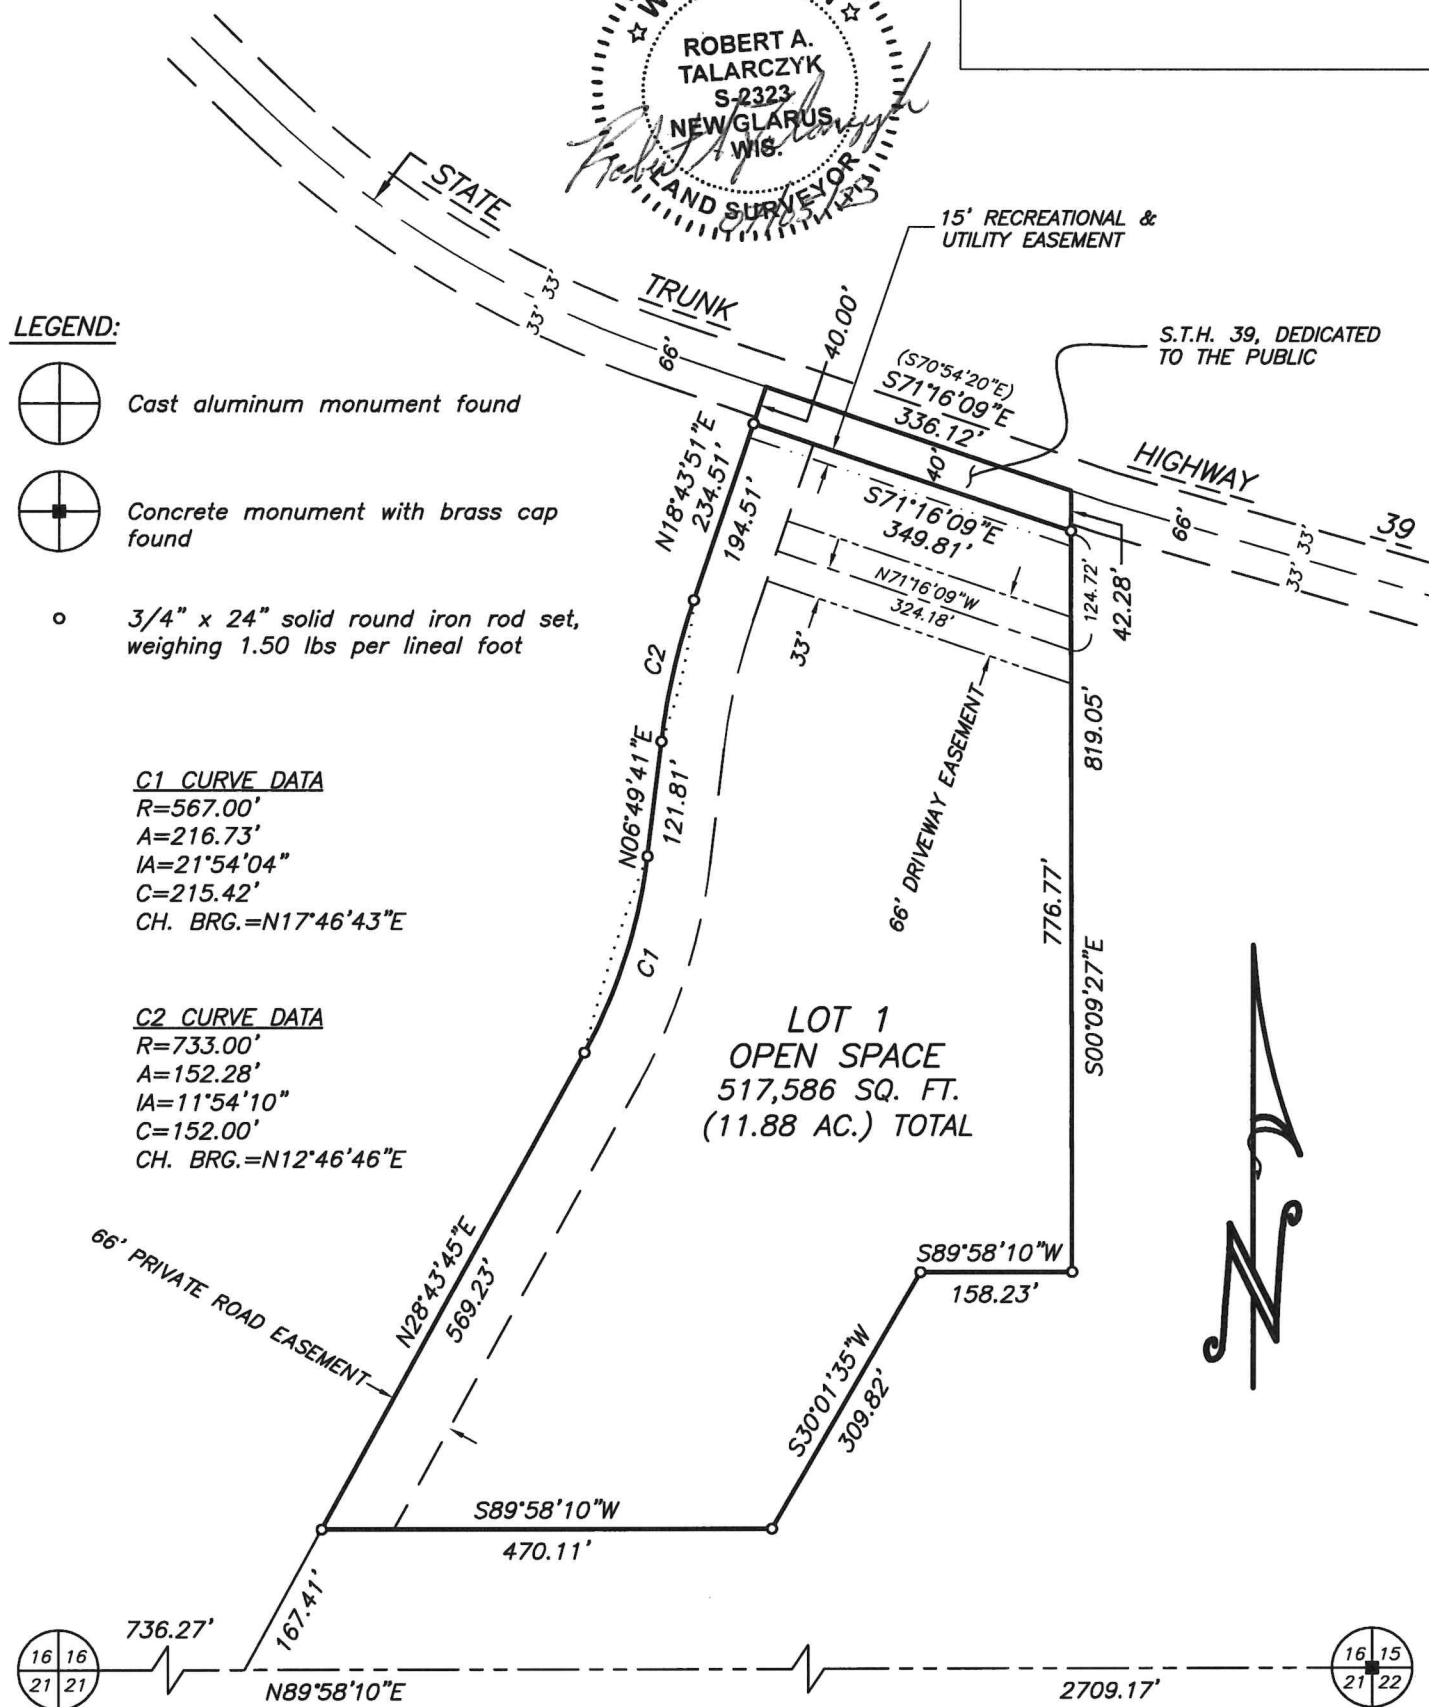 ROBERT A.
TALARCZYK
S-2323
NEW GLARUS
WIS.
LAND SURVEYOR
STATE
TRUNK
HIGHWAY
39
33' 33'
66'
15' RECREATIONAL &
UTILITY EASEMENT
S.T.H. 39, DEDICATED
TO THE PUBLIC
40.00'
(S70°54'20"E)
S71°16'09"E
336.12'
40'
66'
33' 33'
LEGEND:
Cast aluminum monument found
Concrete monument with brass cap
found
3/4" x 24" solid round iron rod set,
weighing 1.50 lbs per lineal foot
N18°43'51"E
234.51'
194.51'
S71°16'09"E
349.81'
N71°16'09"W
324.18'
33'
124.72'
42.28'
66' DRIVEWAY EASEMENT
819.05'
776.77'
S00°09'27"E
C2
N06°49'41"E
121.81'
C1
C1 CURVE DATA
R=567.00'
A=216.73'
IA=21°54'04"
C=215.42'
CH. BRG.=N17°46'43"E
C2 CURVE DATA
R=733.00'
A=152.28'
IA=11°54'10"
C=152.00'
CH. BRG.=N12°46'46"E
LOT 1
OPEN SPACE
517,586 SQ. FT.
(11.88 AC.) TOTAL
66' PRIVATE ROAD EASEMENT
N28°43'45"E
569.23'
S89°58'10"W
158.23'
S30°01'35"W
309.82'
S89°58'10"W
470.11'
167.41'
736.27'
16 16
21 21
N89°58'10"E
2709.17'
16 15
21 22
N